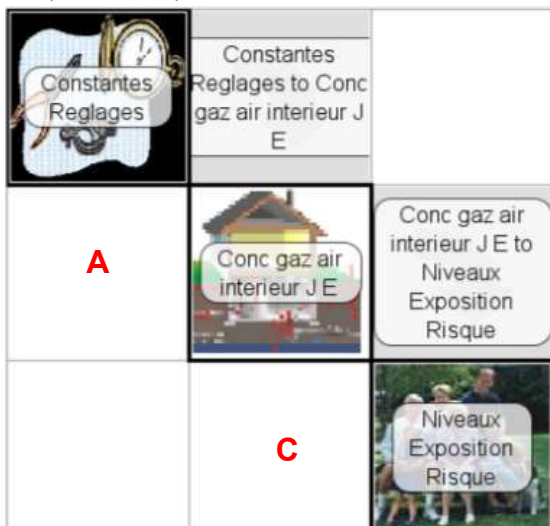 Constantes
Reglages
Constantes
Reglages to Conc
gaz air interieur J
E
A
Conc gaz air
interieur J E
Conc gaz air
interieur J E to
Niveaux
Exposition
Risque
C
Niveaux
Exposition
Risque